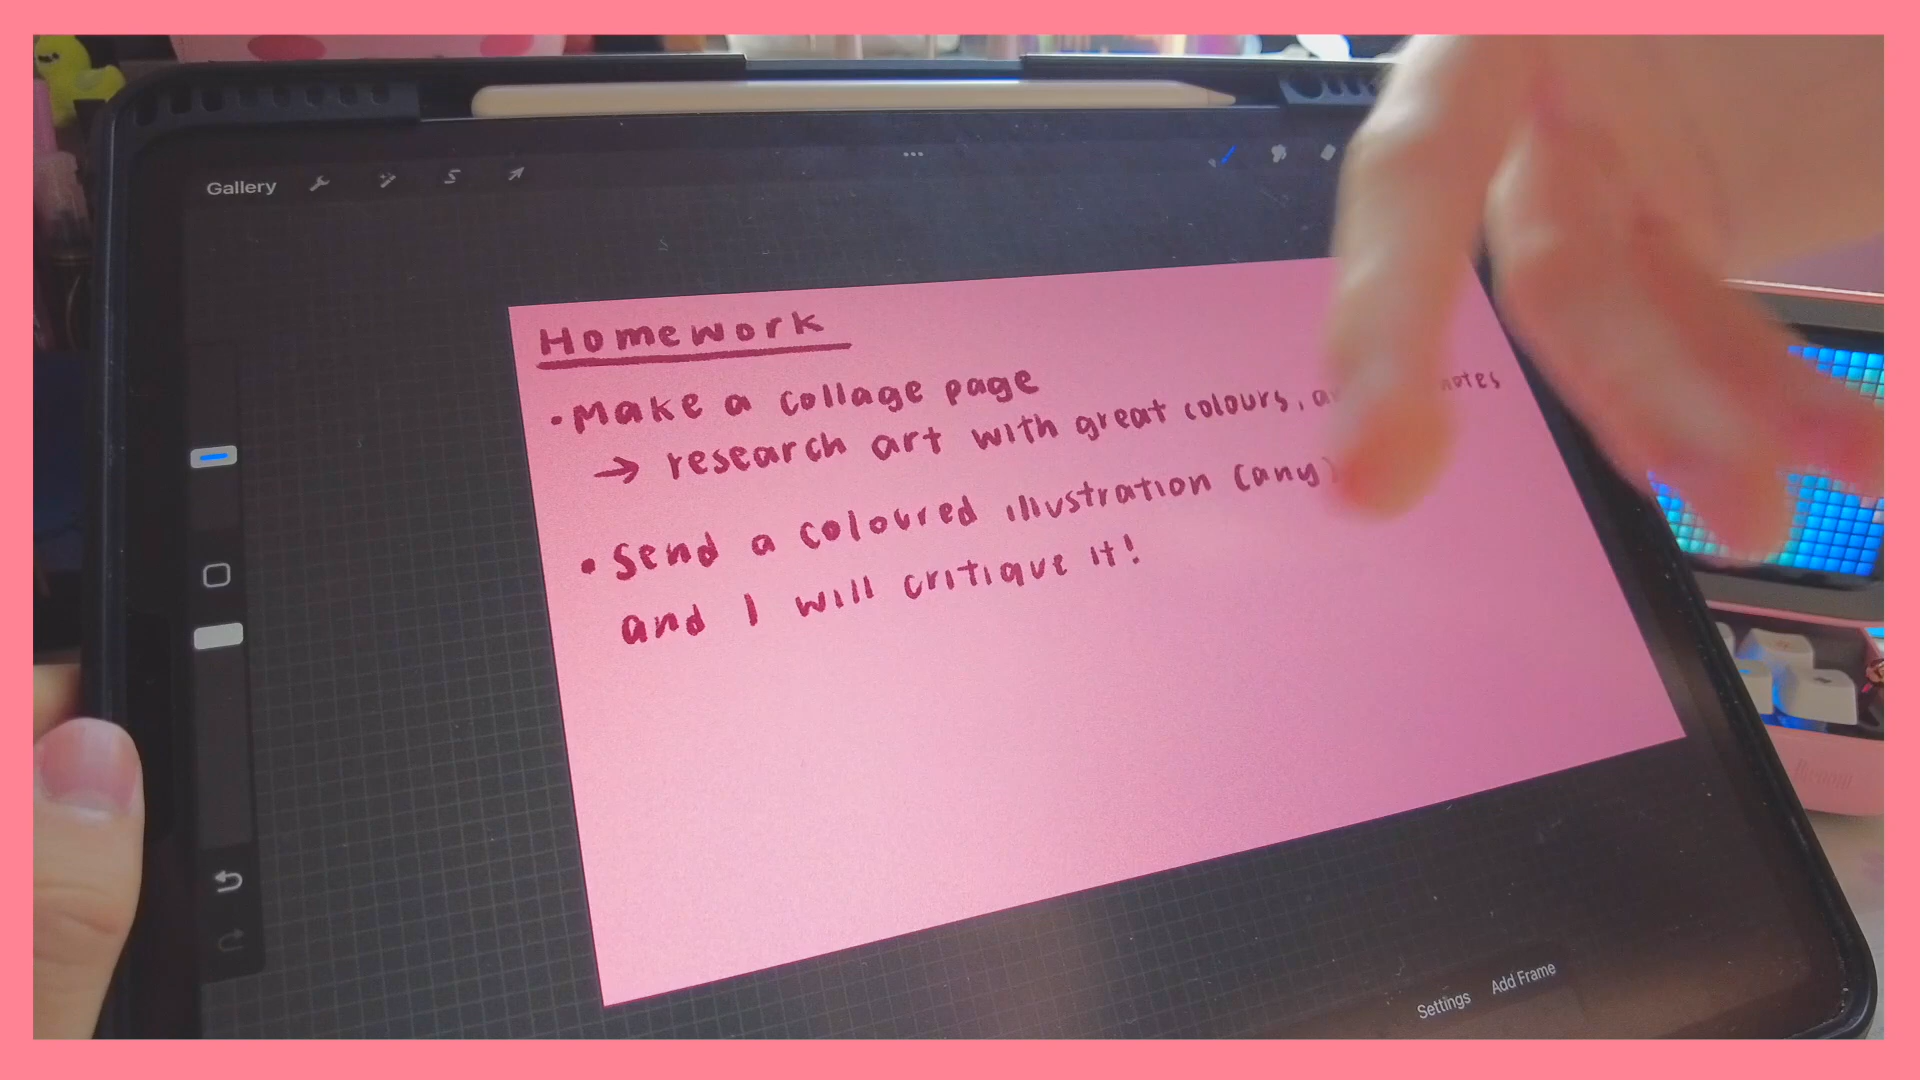 Gallery
S
Homework
• Make a collage page
→ research art with great colours, notes
• Send a coloured illustration (any)
and I will critique it!
Settings Add Frame